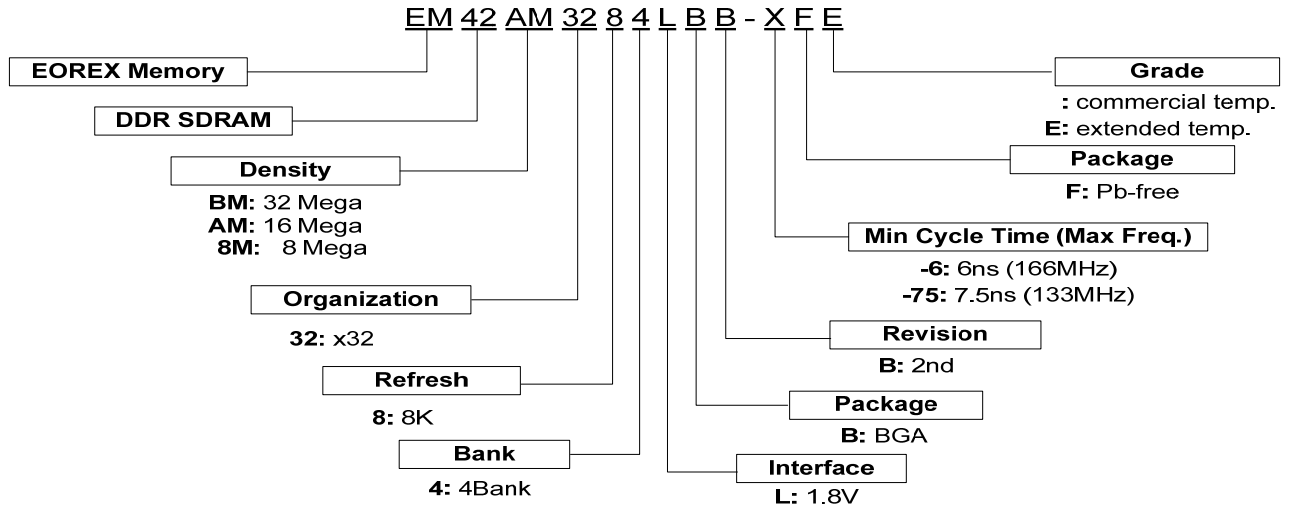 EM 42 AM 32 8 4 L B B - X F E
EOREX Memory
DDR SDRAM
Density
BM: 32 Mega
AM: 16 Mega
8M: 8 Mega
Organization
32: x32
Refresh
8: 8K
Bank
4: 4Bank
Grade
: commercial temp.
E: extended temp.
Package
F: Pb-free
Min Cycle Time (Max Freq.)
-6: 6ns (166MHz)
-75: 7.5ns (133MHz)
Revision
B: 2nd
Package
B: BGA
Interface
L: 1.8V